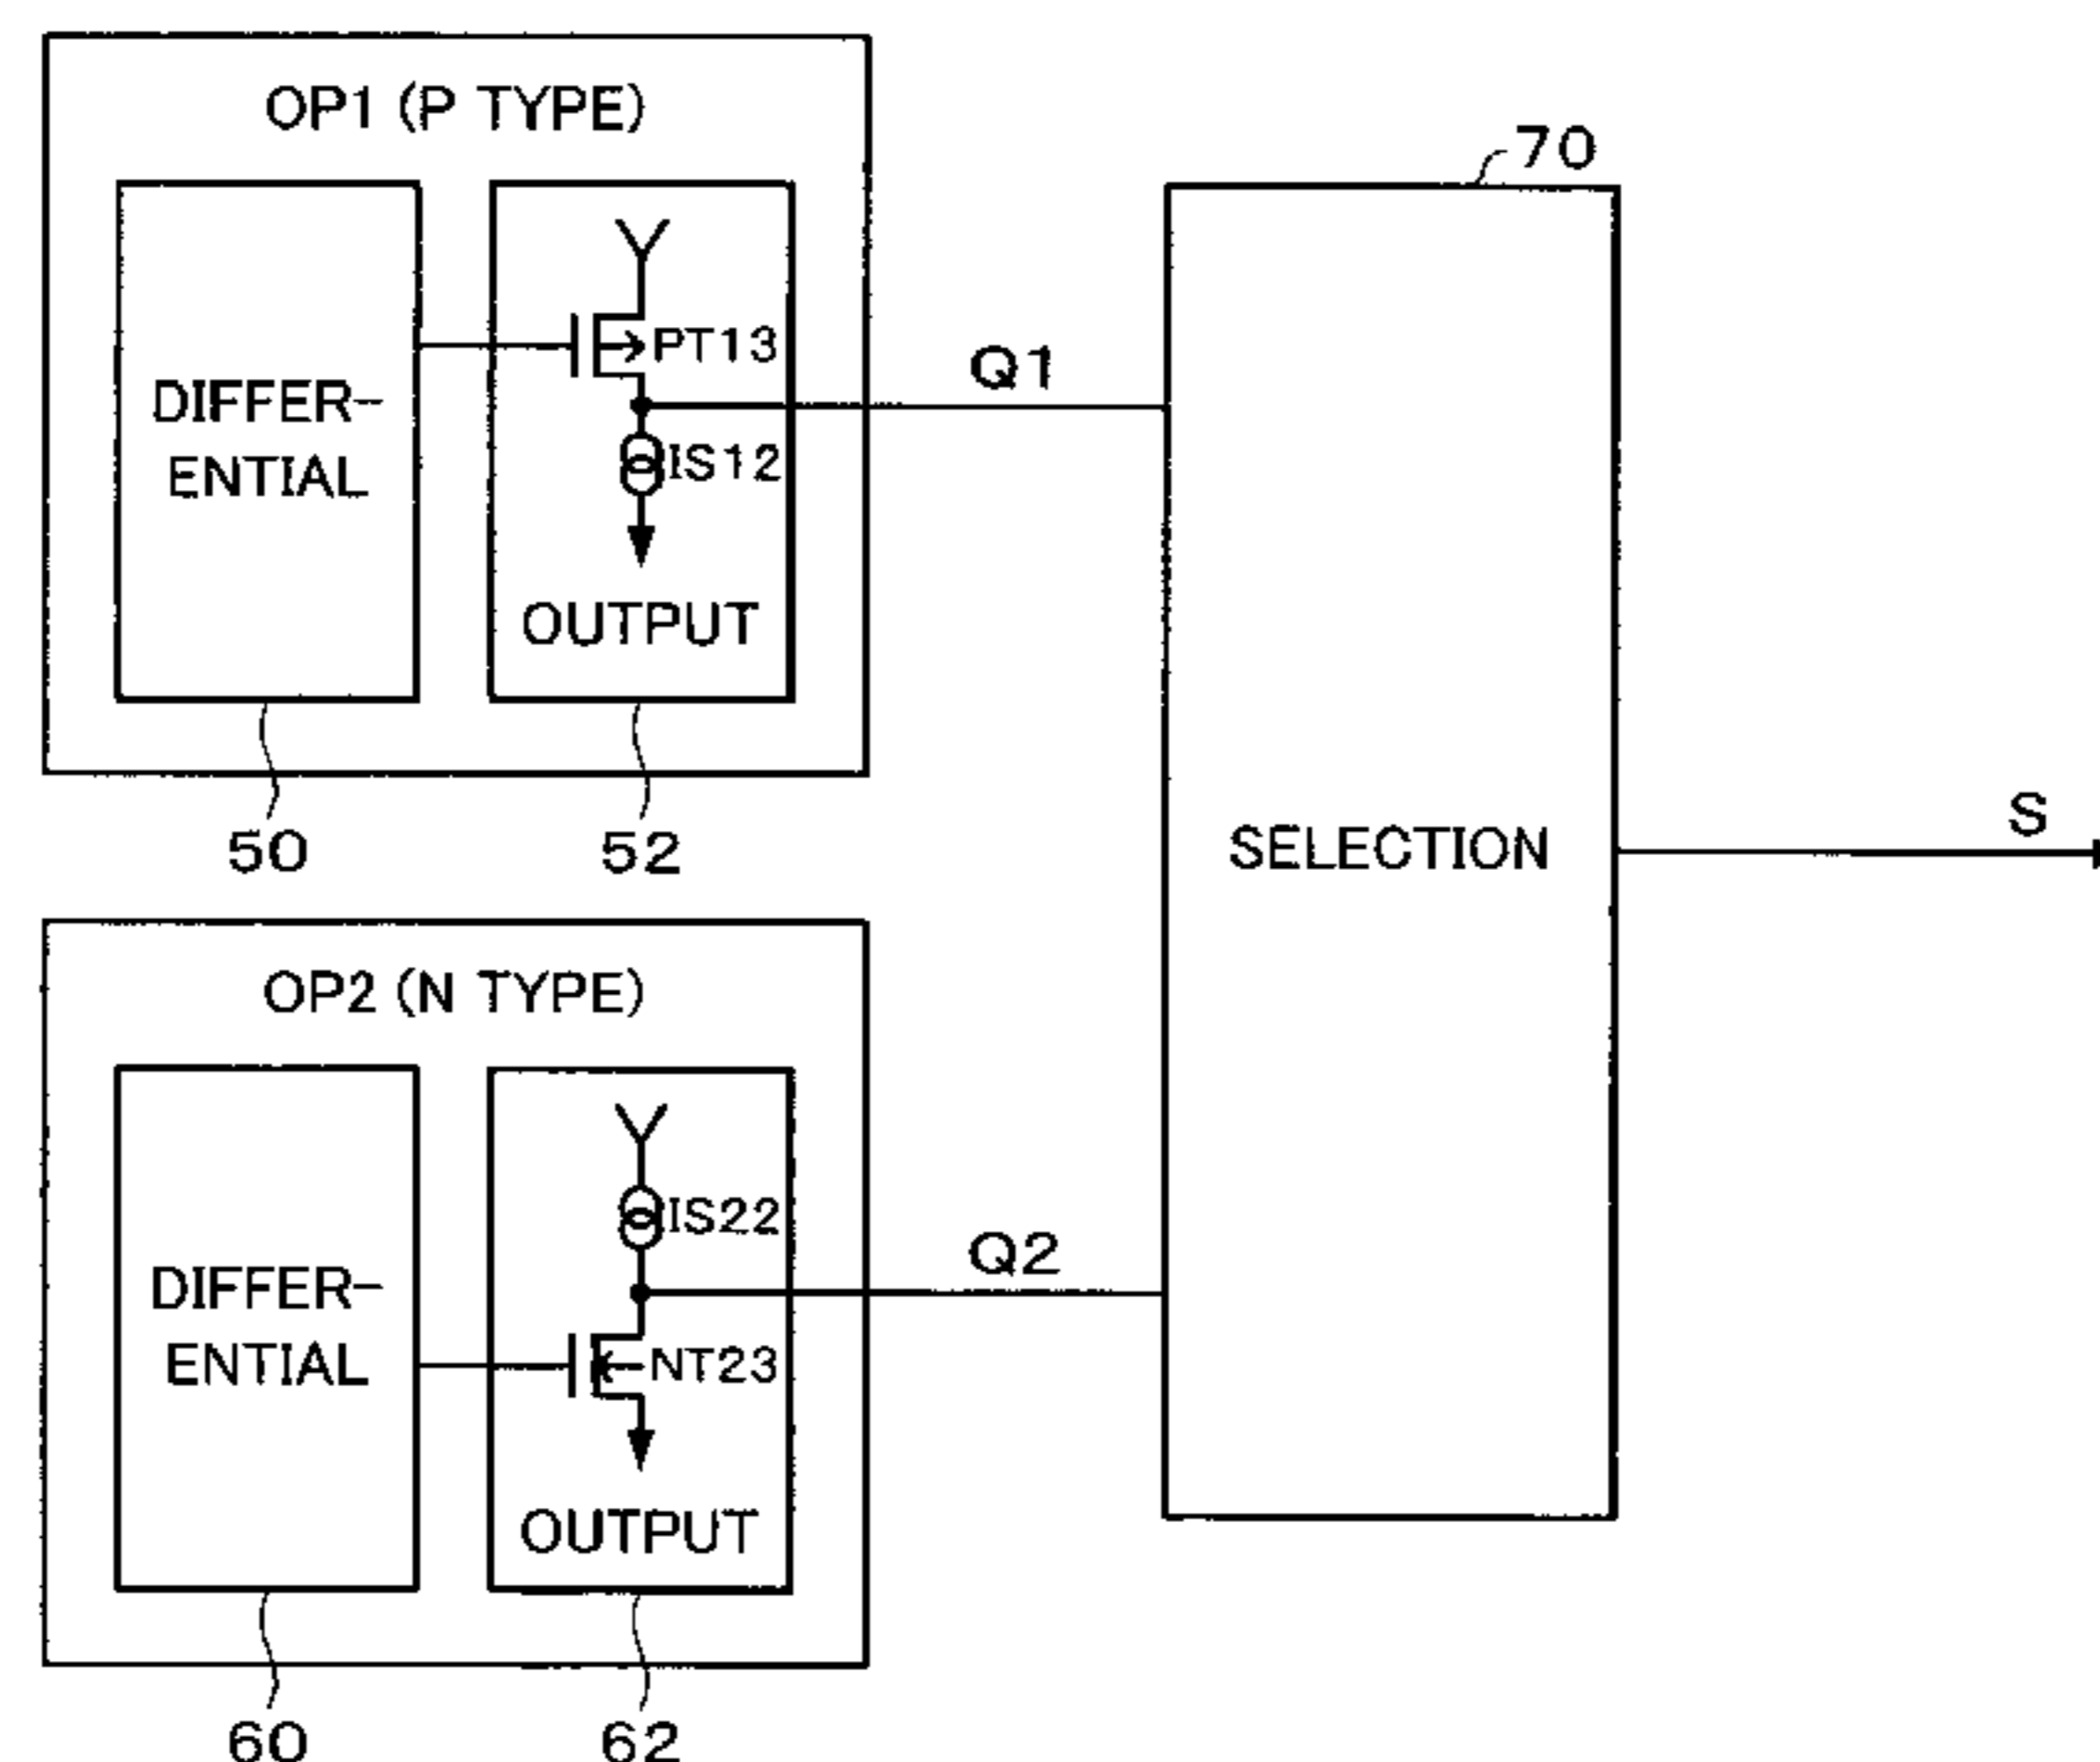 OP1 (P TYPE)
DIFFER-
ENTIAL
PT13
IS12
OUTPUT
50
52
Q1
70
SELECTION
S
OP2 (N TYPE)
DIFFER-
ENTIAL
IS22
NT23
OUTPUT
60
62
Q2